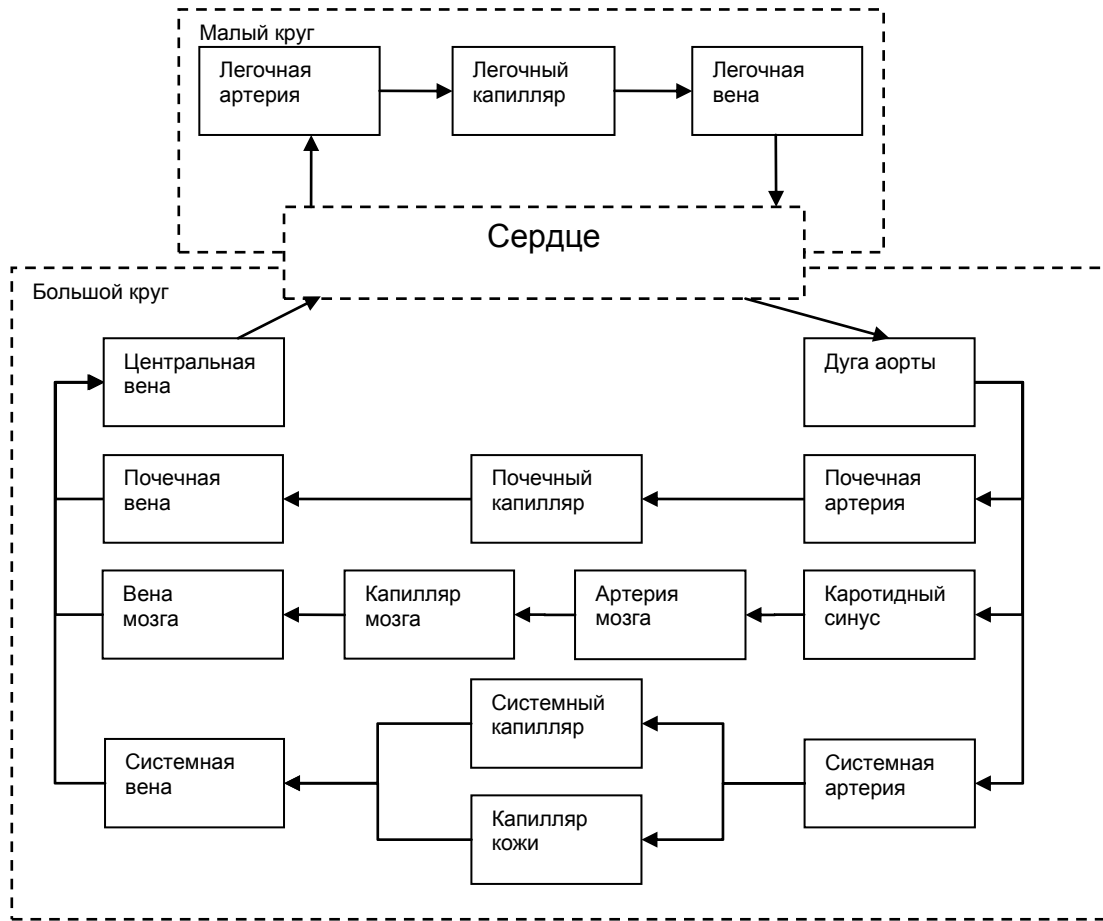 Малый круг
Легочная
артерия
Легочный
капилляр
Легочная
вена
Сердце
Большой круг
Центральная
вена
Дуга аорты
Почечная
вена
Почечный
капилляр
Почечная
артерия
Вена
мозга
Капилляр
мозга
Артерия
мозга
Каротидный
синус
Системный
капилляр
Системная
вена
Системная
артерия
Капилляр
кожи